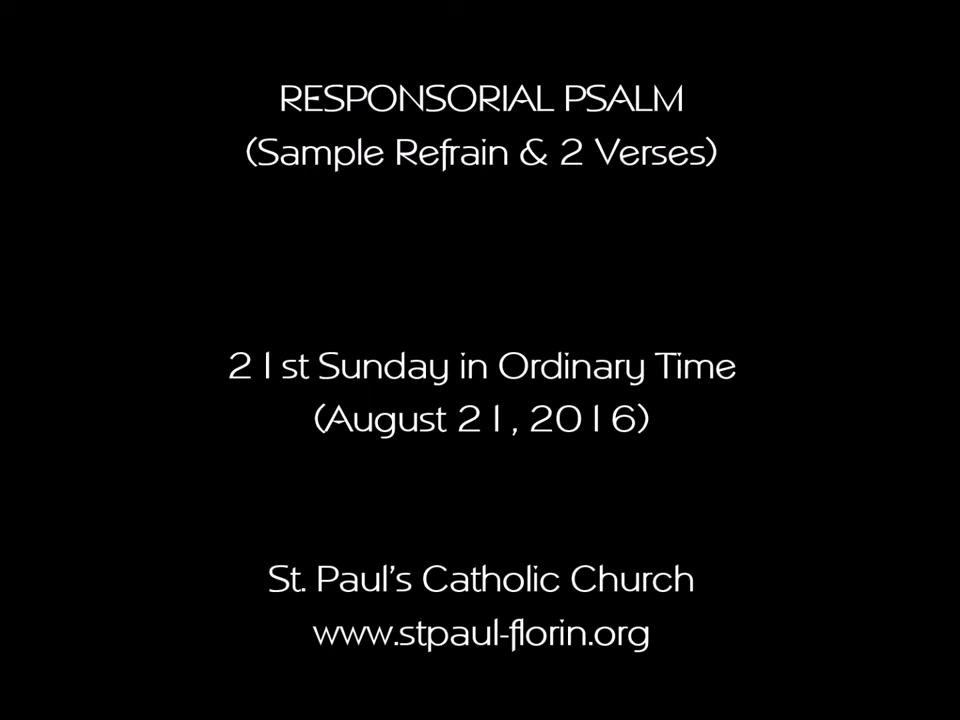 RESPONSORIAL PSALM
(Sample Refrain & 2 Verses)
21st Sunday in Ordinary Time
(August 21, 2016)
St. Paul's Catholic Church
www.stpaul-florin.org